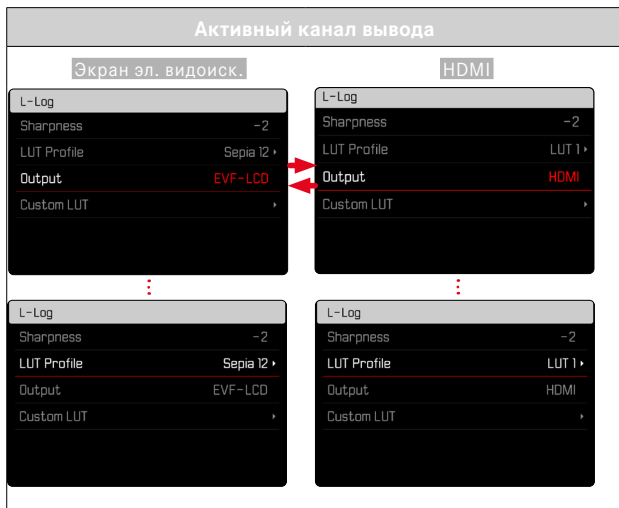 Активный канал вывода
Экран эл. видоиск.
HDMI
L-Log
Sharpness -2
LUT Profile Sepia 12
Output EVF-LCD
Custom LUT
L-Log
Sharpness -2
LUT Profile LUT 1
Output HDMI
Custom LUT
L-Log
Sharpness -2
LUT Profile Sepia 12
Output EVF-LCD
Custom LUT
L-Log
Sharpness -2
LUT Profile LUT 1
Output HDMI
Custom LUT